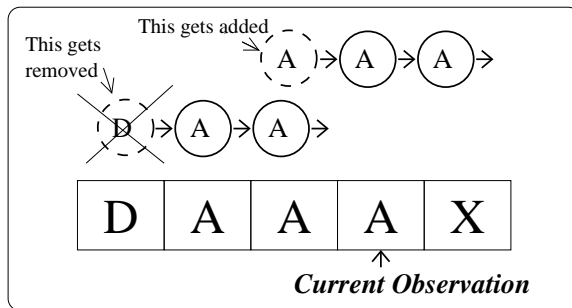 This gets added
This gets
removed
A A A
D A A
D A A A X
Current Observation